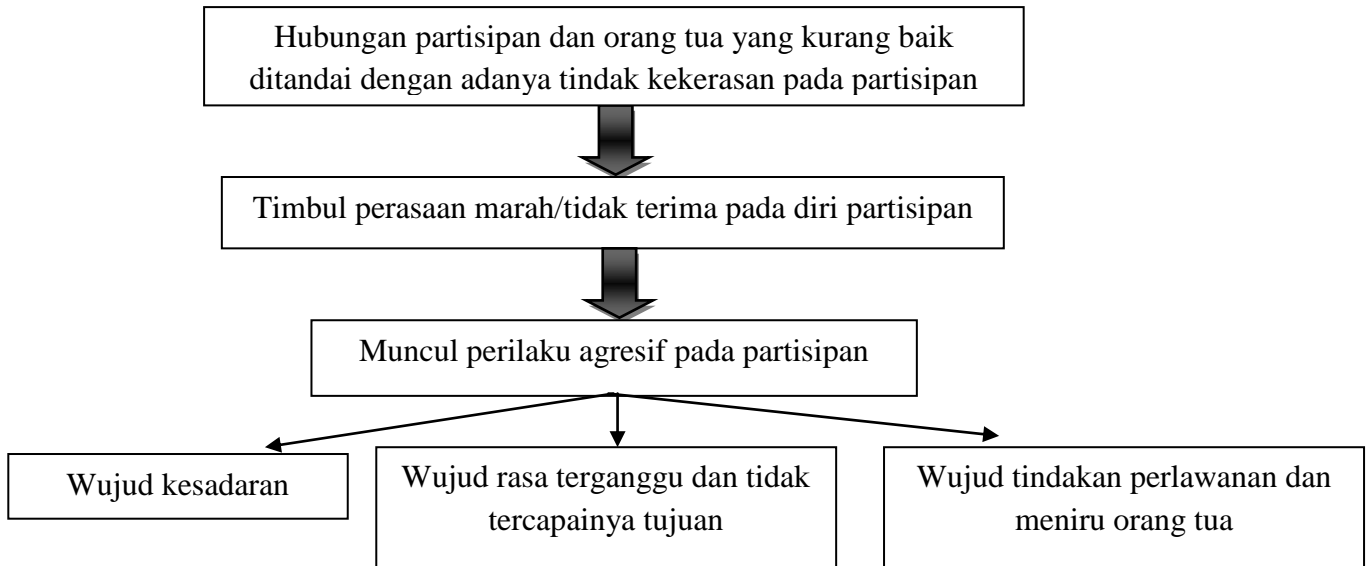 Hubungan partisipan dan orang tua yang kurang baik
ditandai dengan adanya tindak kekerasan pada partisipan
Timbul perasaan marah/tidak terima pada diri partisipan
Muncul perilaku agresif pada partisipan
Wujud kesadaran
Wujud rasa terganggu dan tidak
tercapainya tujuan
Wujud tindakan perlawanan dan
meniru orang tua